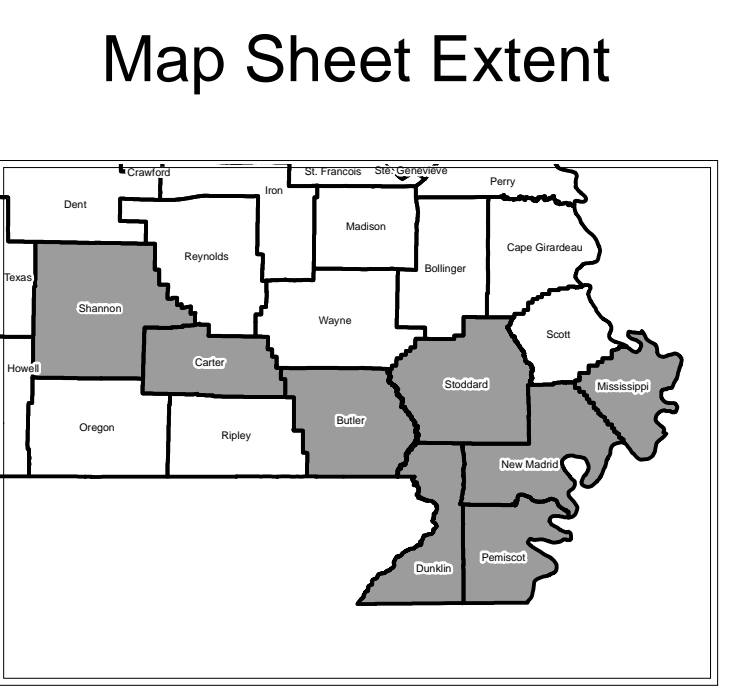 Map Sheet Extent
Crawford
St. Francois
Ste. Genevieve
Perry
Iron
Dent
Madison
Cape Girardeau
Reynolds
Bollinger
Texas
Shannon
Wayne
Scott
Howell
Carter
Stoddard
Mississippi
Butler
Oregon
Ripley
New Madrid
Pemiscot
Dunklin